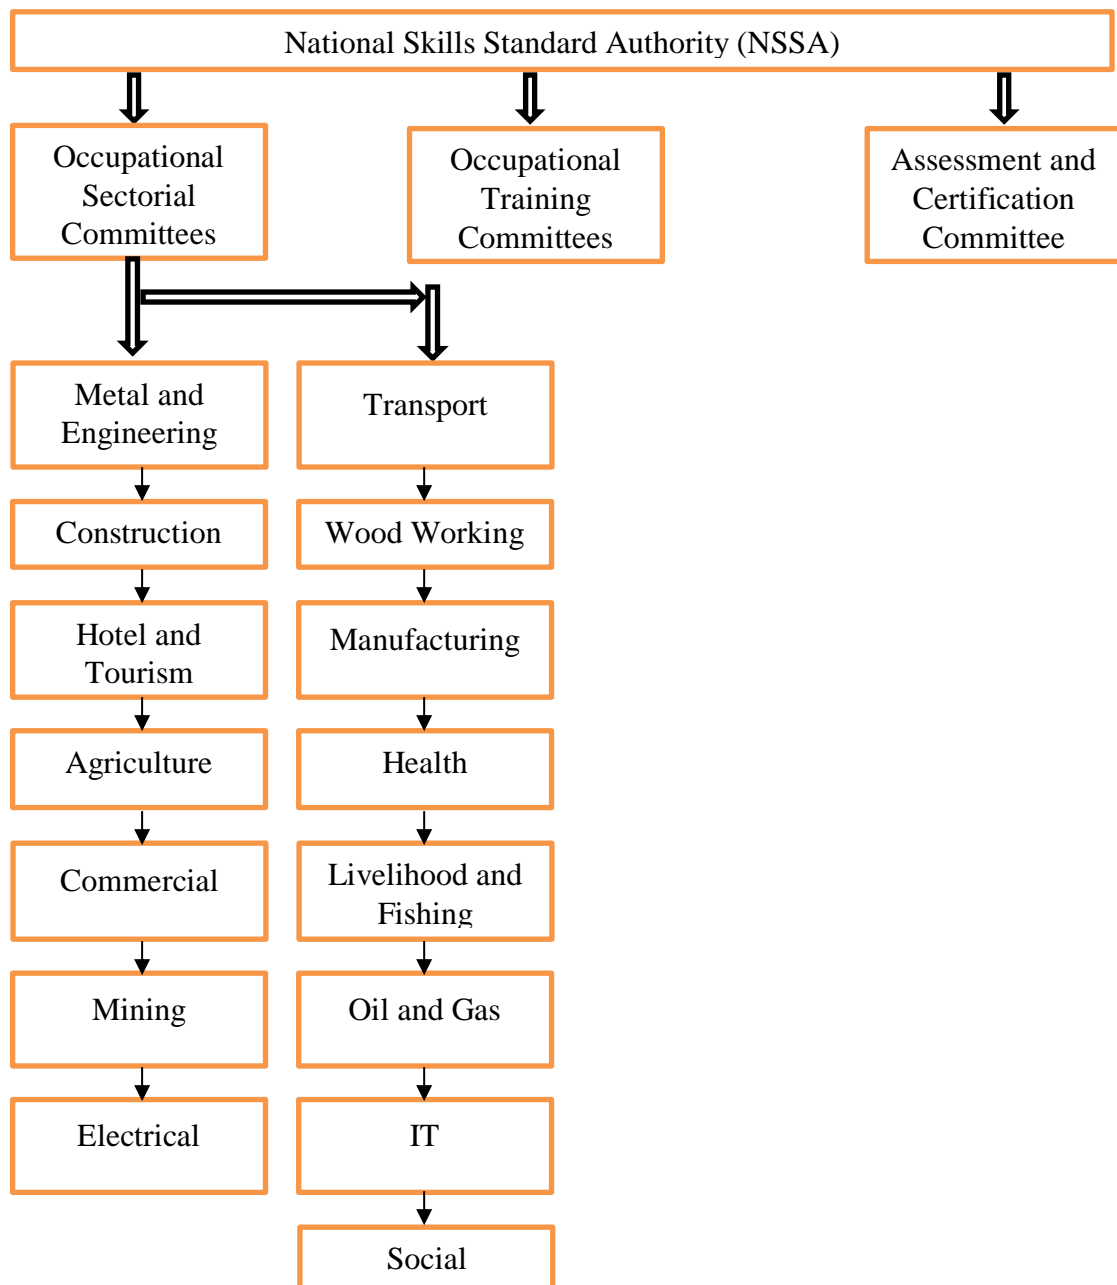 National Skills Standard Authority (NSSA)
Occupational
Sectorial
Committees
Occupational
Training
Committees
Assessment and
Certification
Committee
Metal and
Engineering
Transport
Construction
Wood Working
Hotel and
Tourism
Manufacturing
Agriculture
Health
Commercial
Livelihood and
Fishing
Mining
Oil and Gas
Electrical
IT
Social